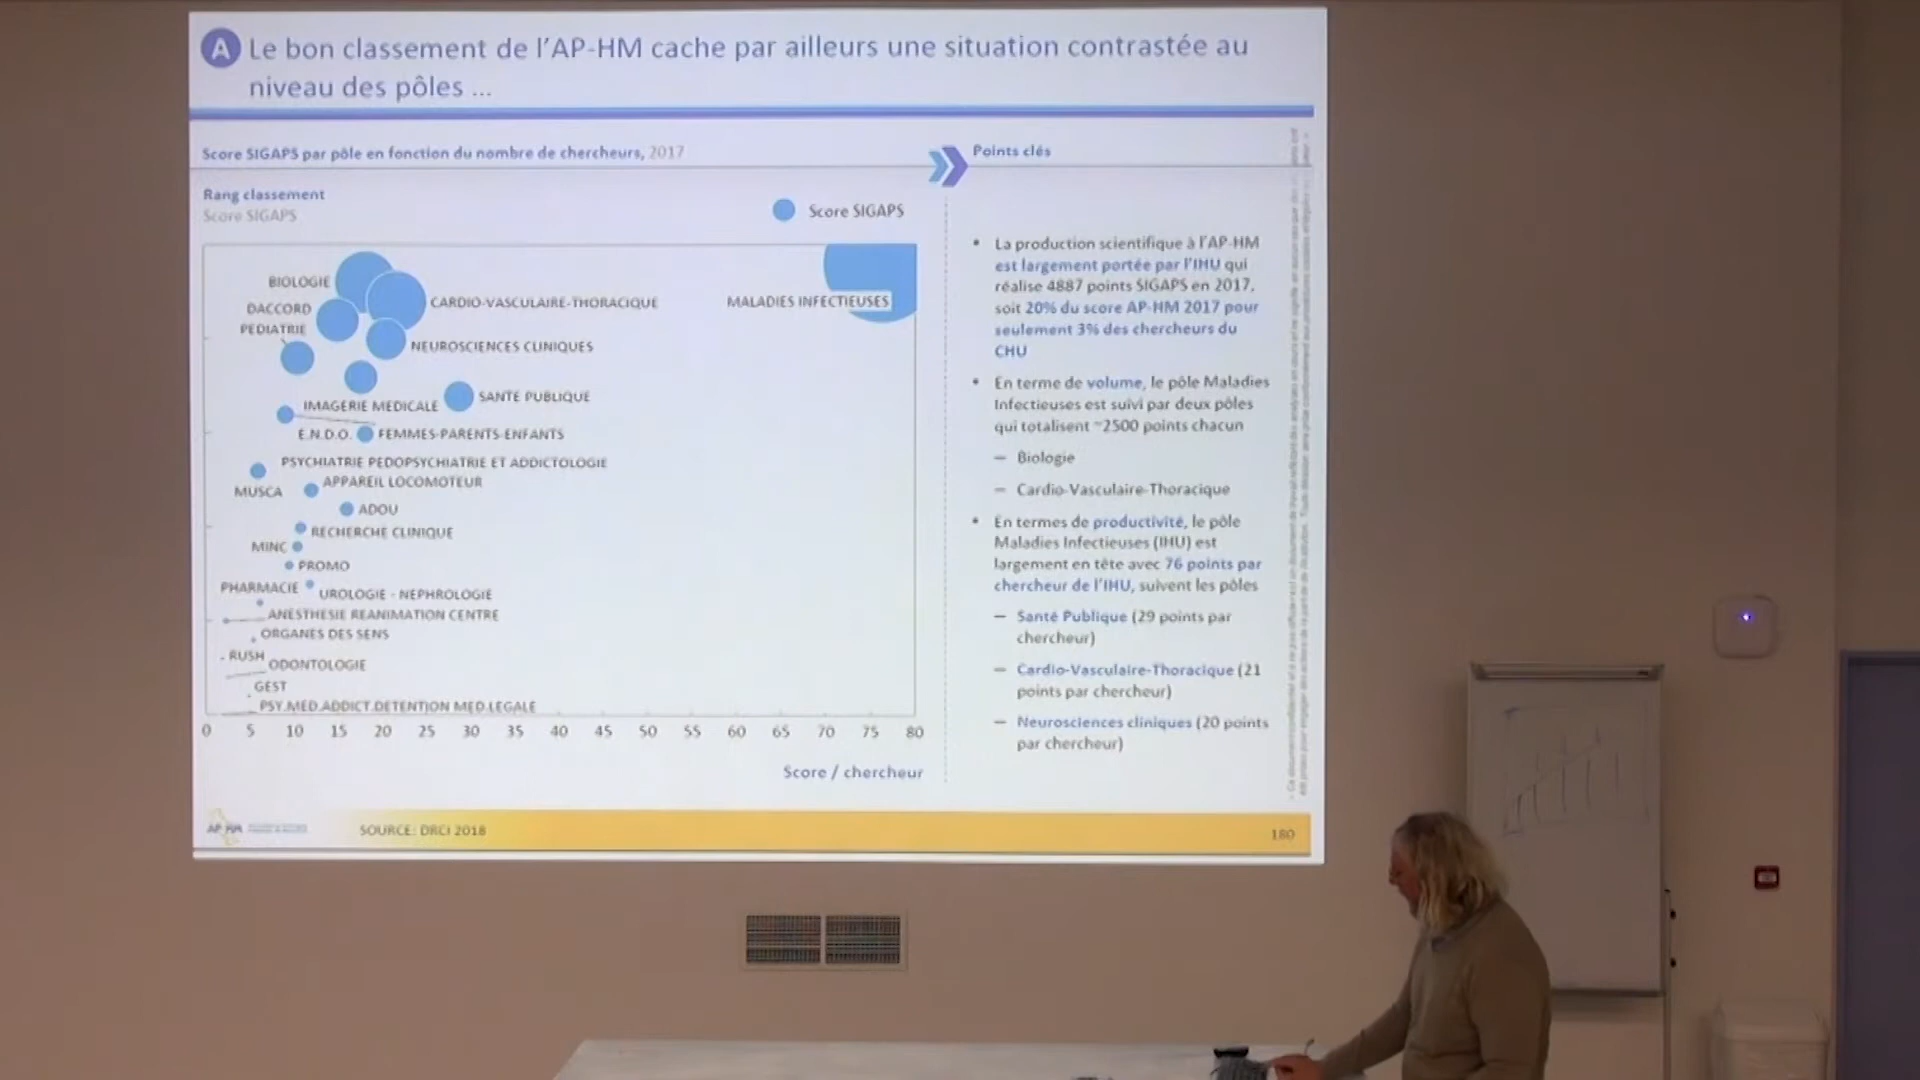 A Le bon classement de l'AP-HM cache par ailleurs une situation contrastée au
niveau des pôles ...
Score SIGAPS par pôle en fonction du nombre de chercheurs, 2017
Rang classement
Score SIGAPS
Score SIGAPS
BIOLOGIE
CARDIO-VASCULAIRE-THORACIQUE
MALADIES INFECTIEUSES
DACCORD
PEDIATRIE
NEUROSCIENCES CLINIQUES
SANTE PUBLIQUE
IMAGERIE MEDICALE
E.N.D.O.
FEMMES-PARENTS-ENFANTS
PSYCHIATRIE PEDOPSYCHIATRIE ET ADDICTOLOGIE
MUSCA
APPAREIL LOCOMOTEUR
ADOU
RECHERCHE CLINIQUE
MINC
PROMO
PHARMACIE
UROLOGIE - NEPHROLOGIE
ANESTHESIE REANIMATION CENTRE
ORGANES DES SENS
RUSH
ODONTOLOGIE
GEST
PSY.MED.ADDICT.DETENTION MED.LEGALE
0 5 10 15 20 25 30 35 40 45 50 55 60 65 70 75 80
Score / chercheur
Points clés
• La production scientifique à l'AP-HM
est largement portée par l'IHU qui
réalise 4887 points SIGAPS en 2017,
soit 20% du score AP-HM 2017 pour
seulement 3% des chercheurs du
CHU
• En terme de volume, le pôle Maladies
Infectieuses est suivi par deux pôles
qui totalisent ~2500 points chacun
– Biologie
– Cardio-Vasculaire-Thoracique
• En termes de productivité, le pôle
Maladies Infectieuses (IHU) est
largement en tête avec 76 points par
chercheur de l'IHU, suivent les pôles
– Santé Publique (29 points par
chercheur)
– Cardio-Vasculaire-Thoracique (21
points par chercheur)
– Neurosciences cliniques (20 points
par chercheur)
AP HM
SOURCE: DRCI 2018
180